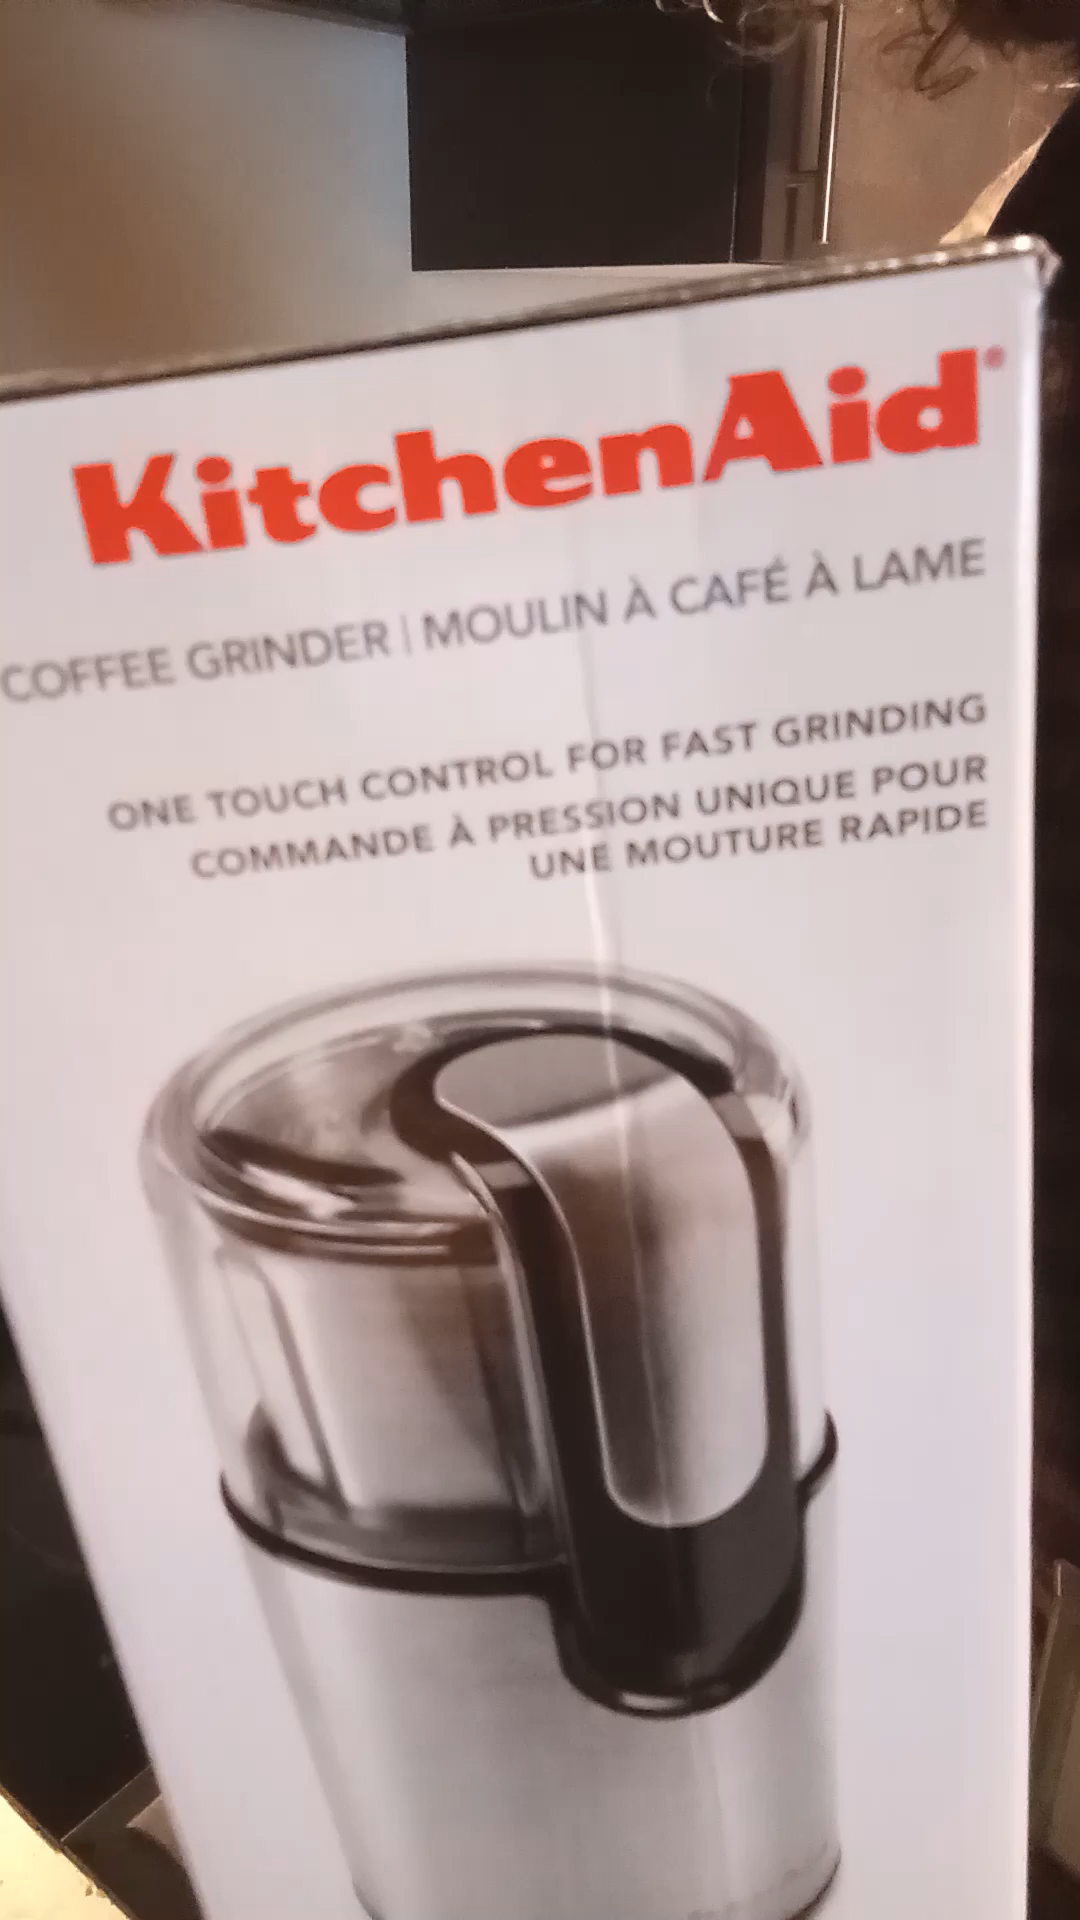 KitchenAid®
COFFEE GRINDER | MOULIN À CAFÉ À LAME
ONE TOUCH CONTROL FOR FAST GRINDING
COMMANDE À PRESSION UNIQUE POUR
UNE MOUTURE RAPIDE